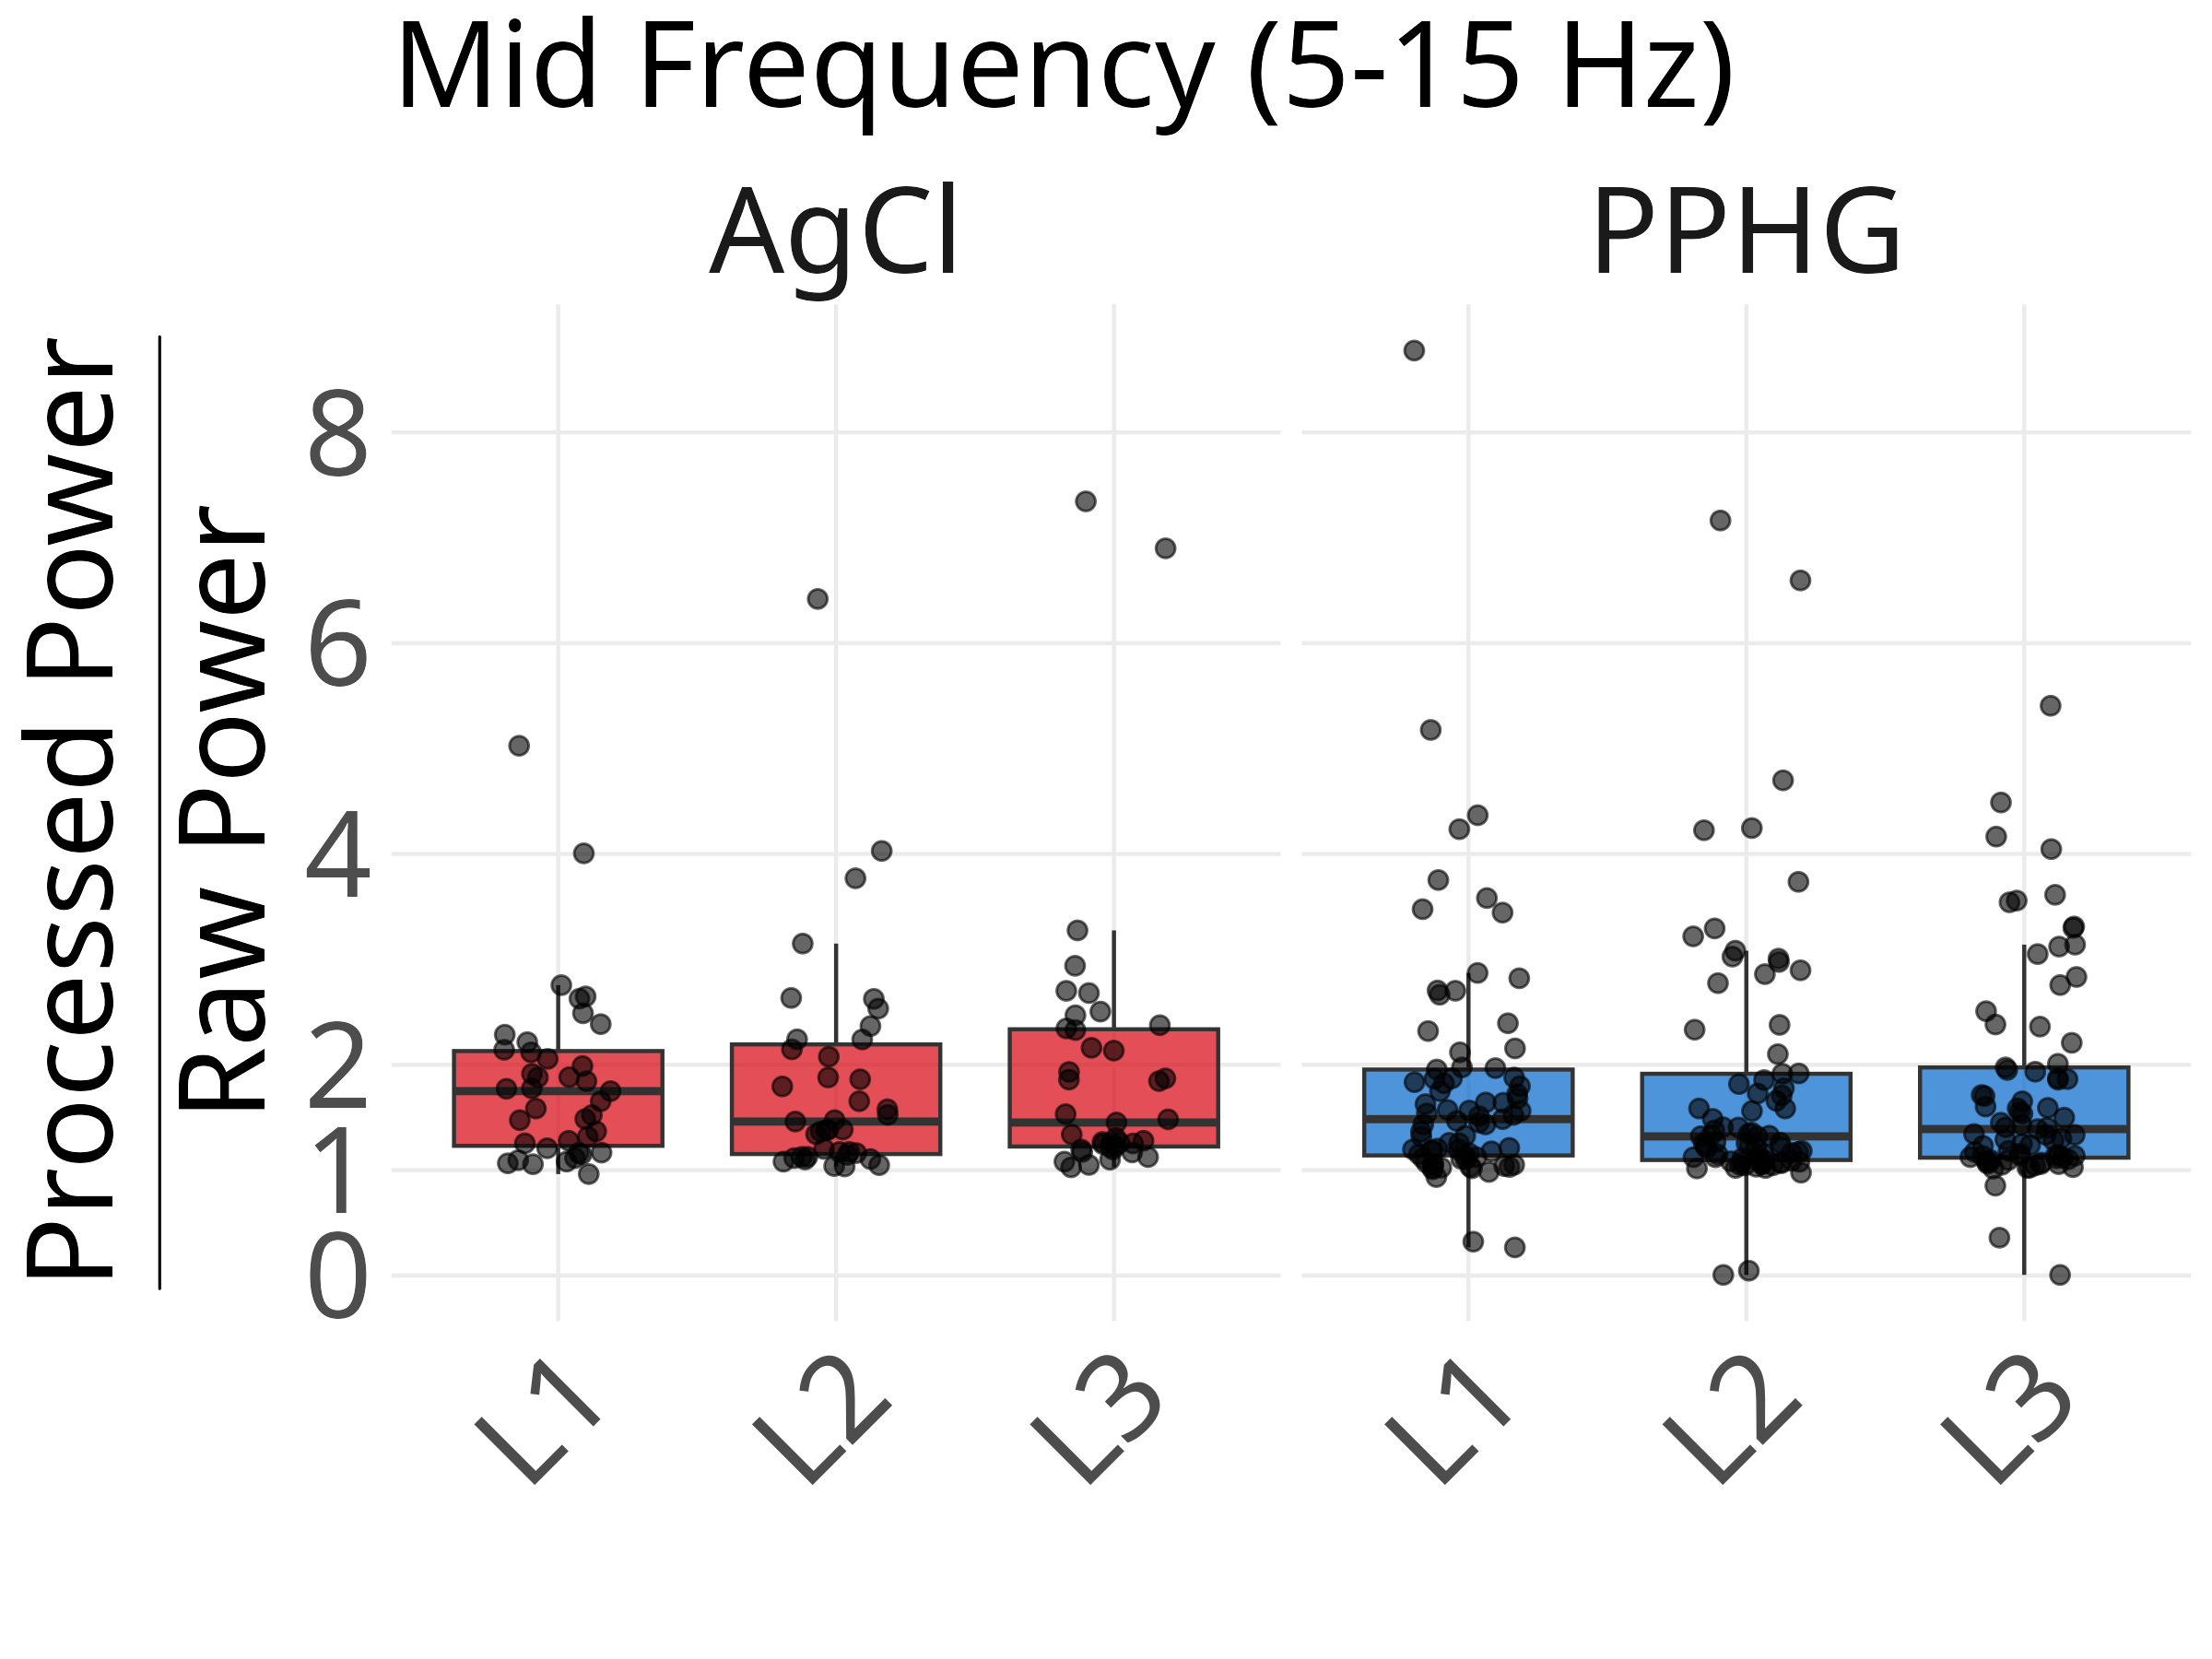 Mid Frequency (5-15 Hz)
AgCl
PPHG
Processed Power
Raw Power
8
6
4
2
1
0
L1
L2
L3
L1
L2
L3